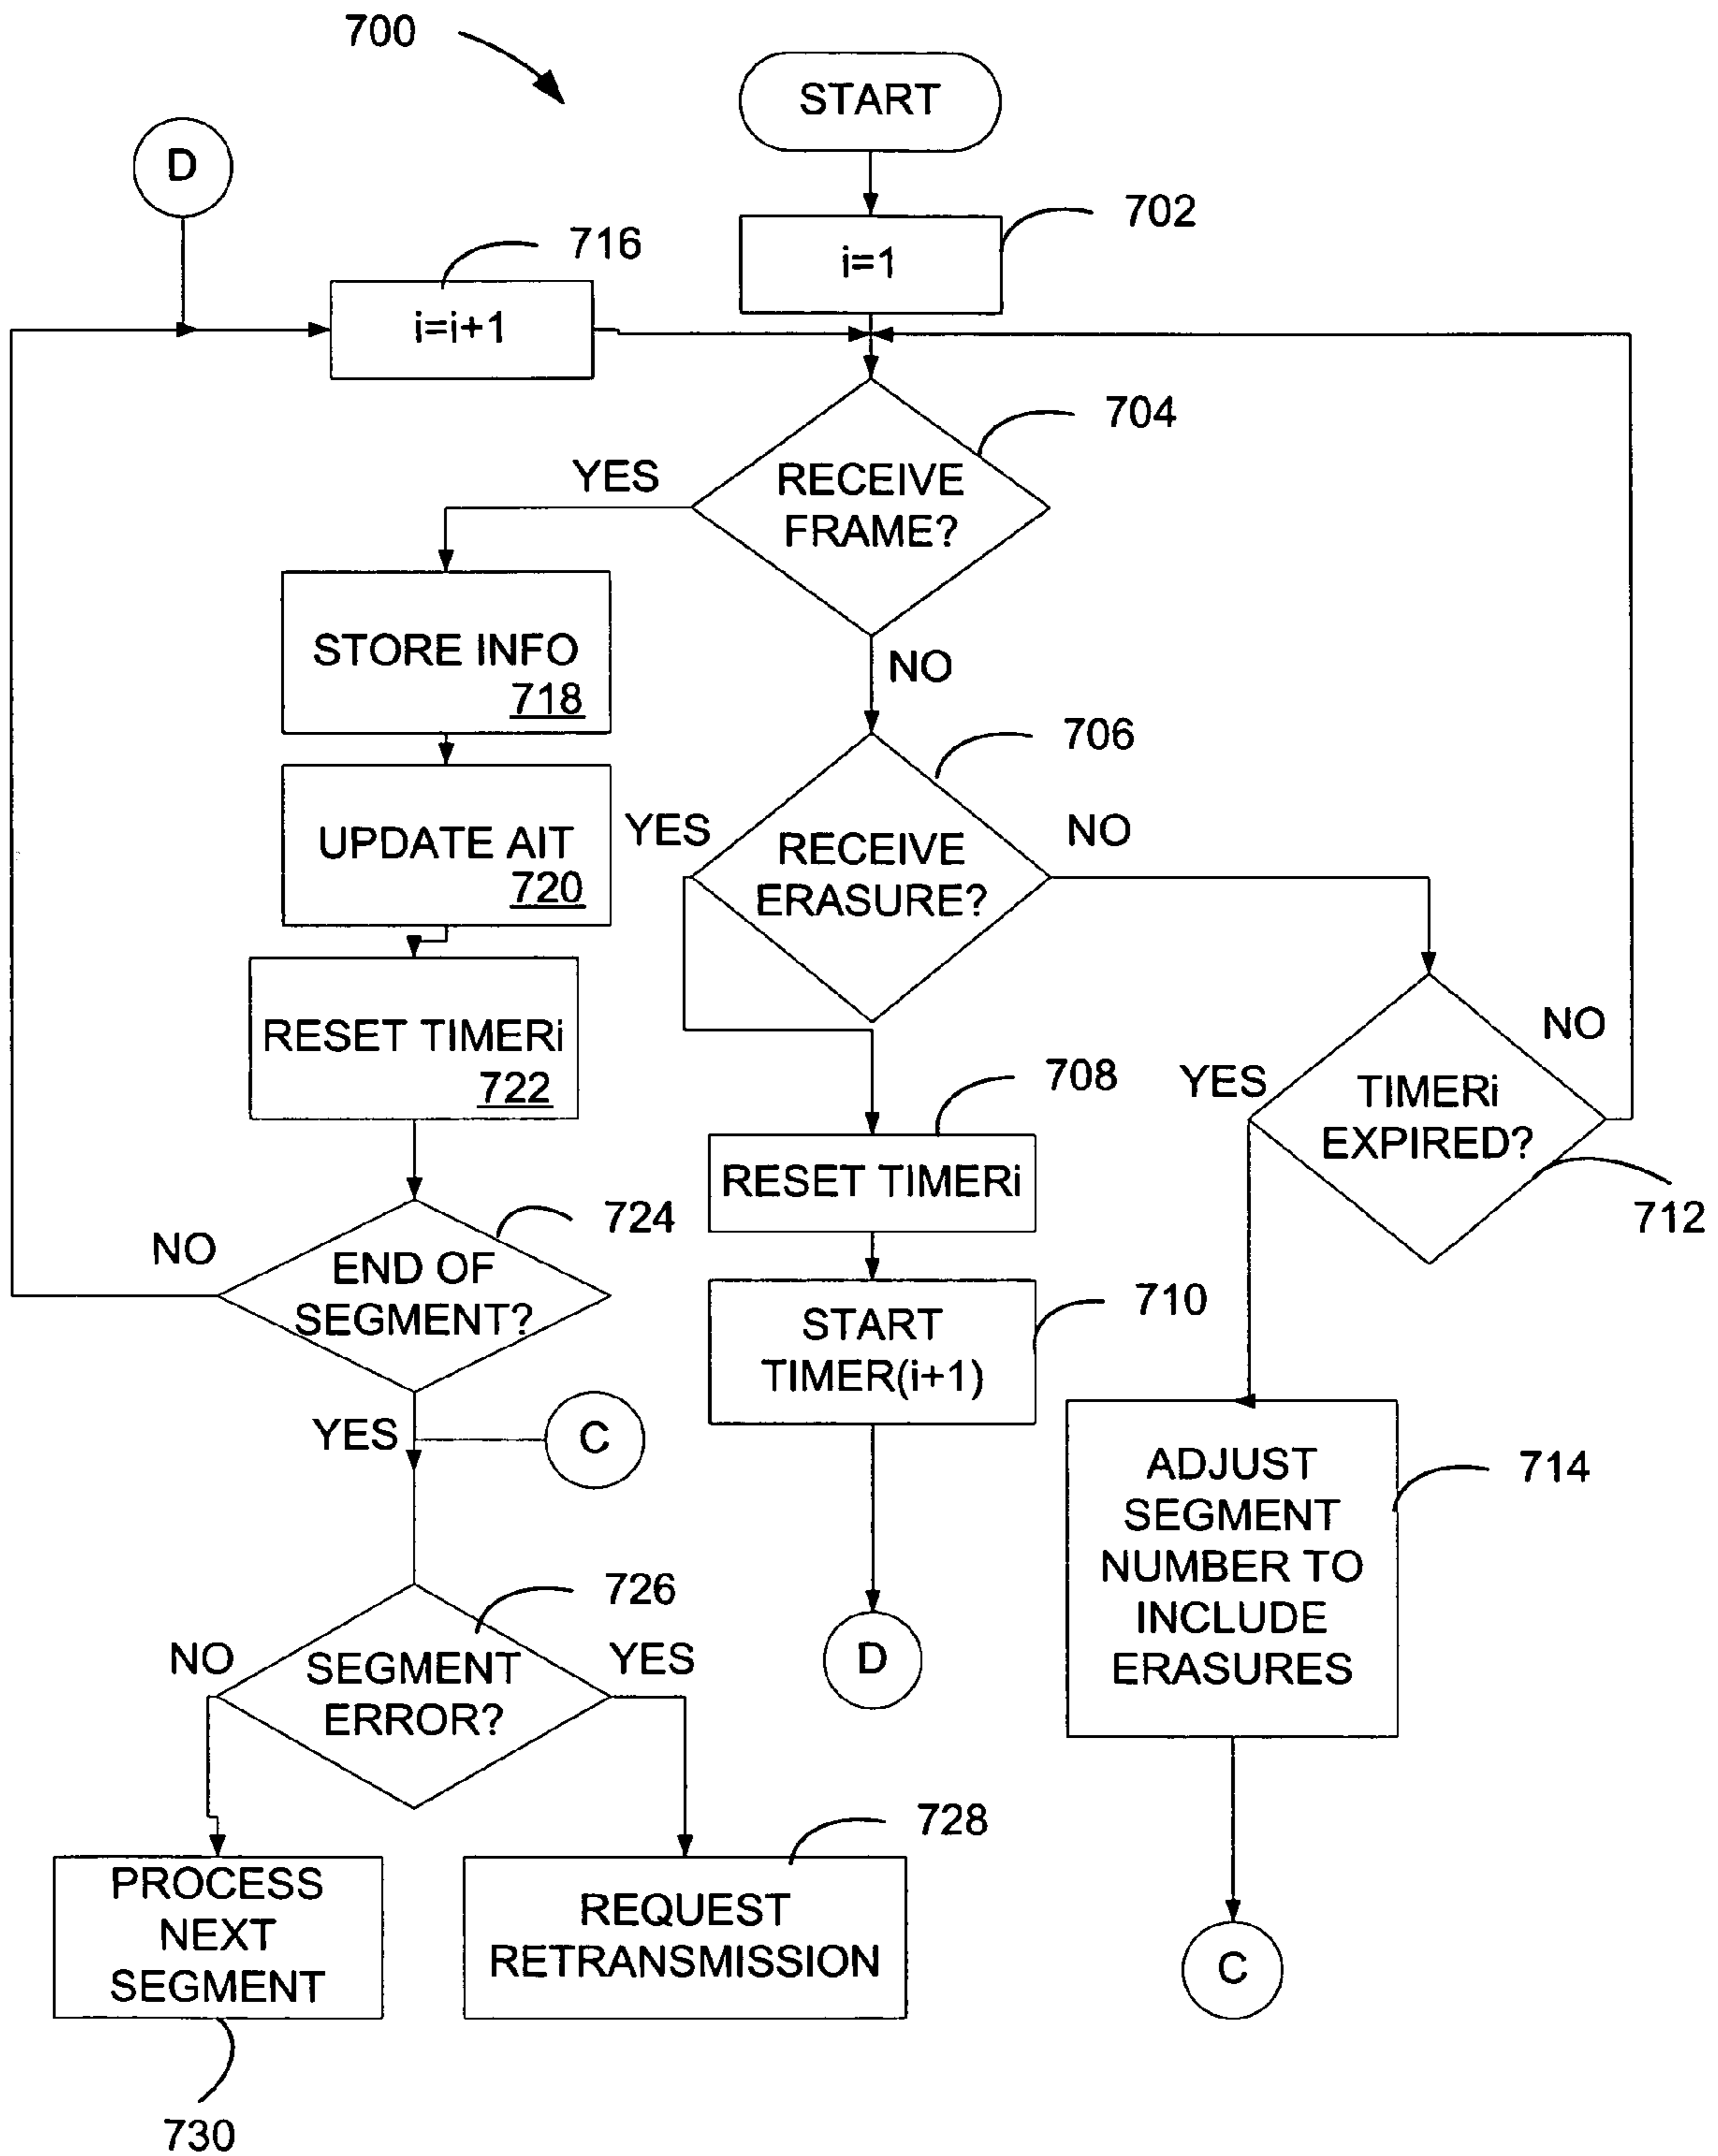 700
START
D
702
i=1
716
i=i+1
704
YES
RECEIVE
FRAME?
NO
STORE INFO
718
706
UPDATE AIT
720
YES
RECEIVE
ERASURE?
NO
RESET TIMERi
722
708
RESET TIMERi
YES
TIMERi
EXPIRED?
NO
712
724
NO
END OF
SEGMENT?
YES
C
710
START
TIMER(i+1)
D
714
ADJUST
SEGMENT
NUMBER TO
INCLUDE
ERASURES
C
726
NO
SEGMENT
ERROR?
YES
728
PROCESS
NEXT
SEGMENT
REQUEST
RETRANSMISSION
730